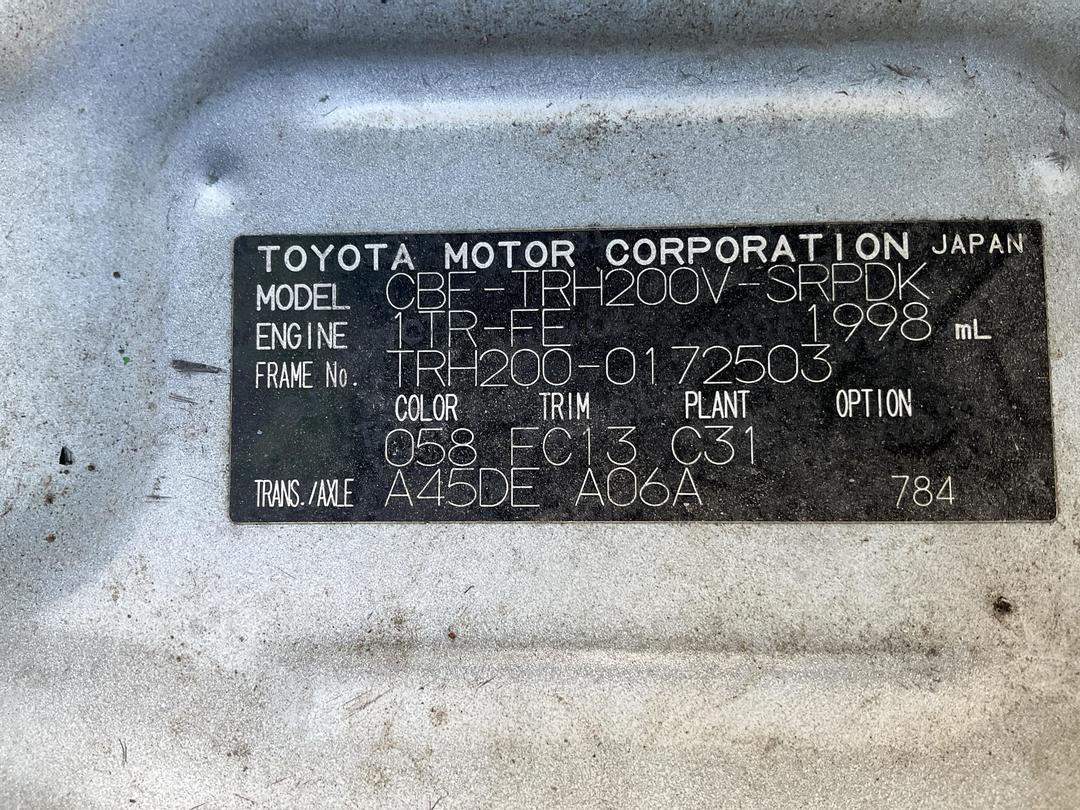 TOYOTA MOTOR CORPORATION JAPAN
MODEL CBF-TRH200V-SRPDK
ENGINE 1TR-FE 1998 mL
FRAME No. TRH200-0172503
COLOR TRIM PLANT OPTION
058 FC13 C31
TRANS./AXLE A45DE A06A 784